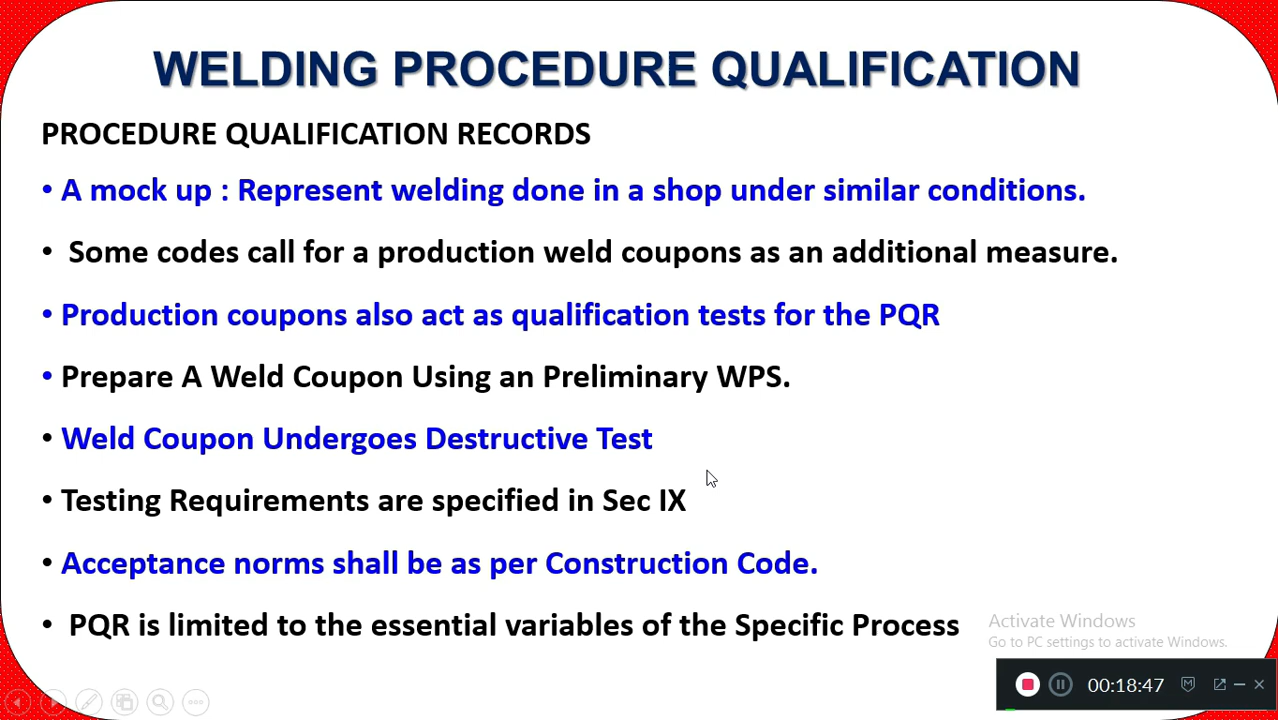 WELDING PROCEDURE QUALIFICATION
PROCEDURE QUALIFICATION RECORDS
• A mock up : Represent welding done in a shop under similar conditions.
• Some codes call for a production weld coupons as an additional measure.
• Production coupons also act as qualification tests for the PQR
• Prepare A Weld Coupon Using an Preliminary WPS.
• Weld Coupon Undergoes Destructive Test
• Testing Requirements are specified in Sec IX
• Acceptance norms shall be as per Construction Code.
• PQR is limited to the essential variables of the Specific Process
Activate Windows
Go to PC settings to activate Windows.
00:18:47